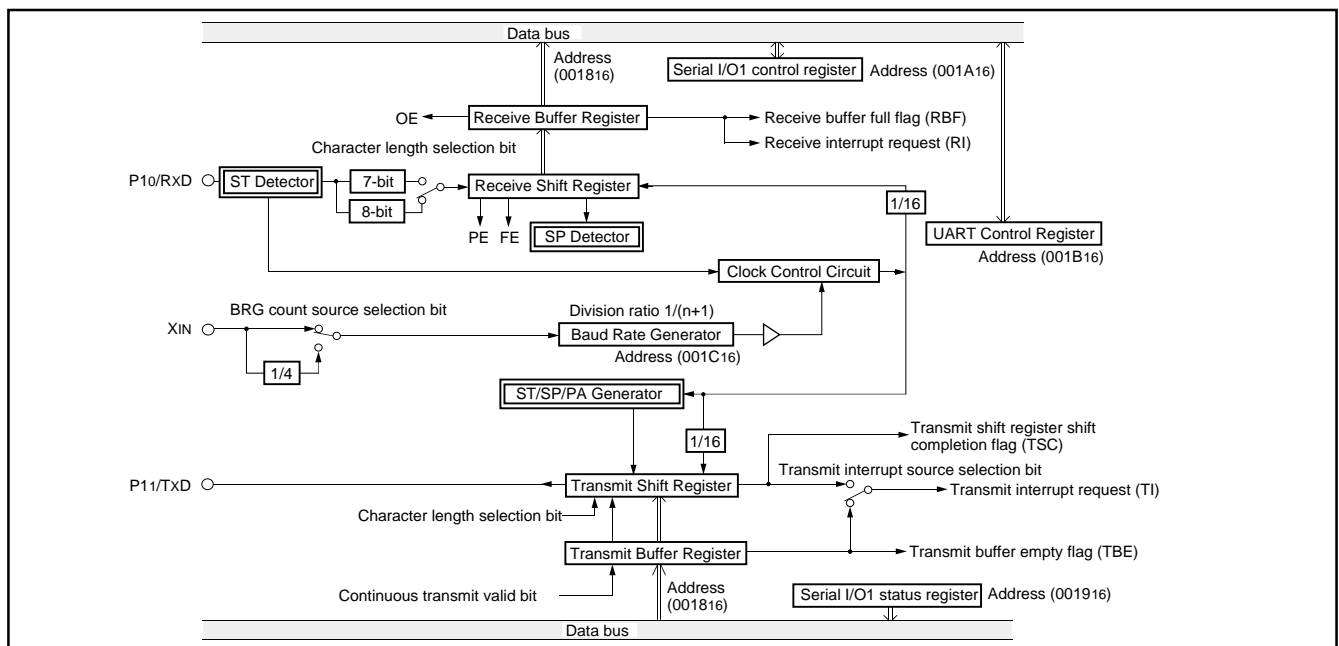 Data bus
Address
(001816)
Serial I/O1 control register
Address (001A16)
OE
Receive Buffer Register
Receive buffer full flag (RBF)
Receive interrupt request (RI)
Character length selection bit
P10/RXD
ST Detector
7-bit
8-bit
Receive Shift Register
1/16
PE
FE
SP Detector
UART Control Register
Address (001B16)
Clock Control Circuit
BRG count source selection bit
Division ratio 1/(n+1)
XIN
Baud Rate Generator
Address (001C16)
1/4
ST/SP/PA Generator
1/16
Transmit shift register shift
completion flag (TSC)
Transmit interrupt source selection bit
P11/TXD
Transmit Shift Register
Transmit interrupt request (TI)
Character length selection bit
Transmit Buffer Register
Transmit buffer empty flag (TBE)
Continuous transmit valid bit
Address
(001816)
Serial I/O1 status register
Address (001916)
Data bus